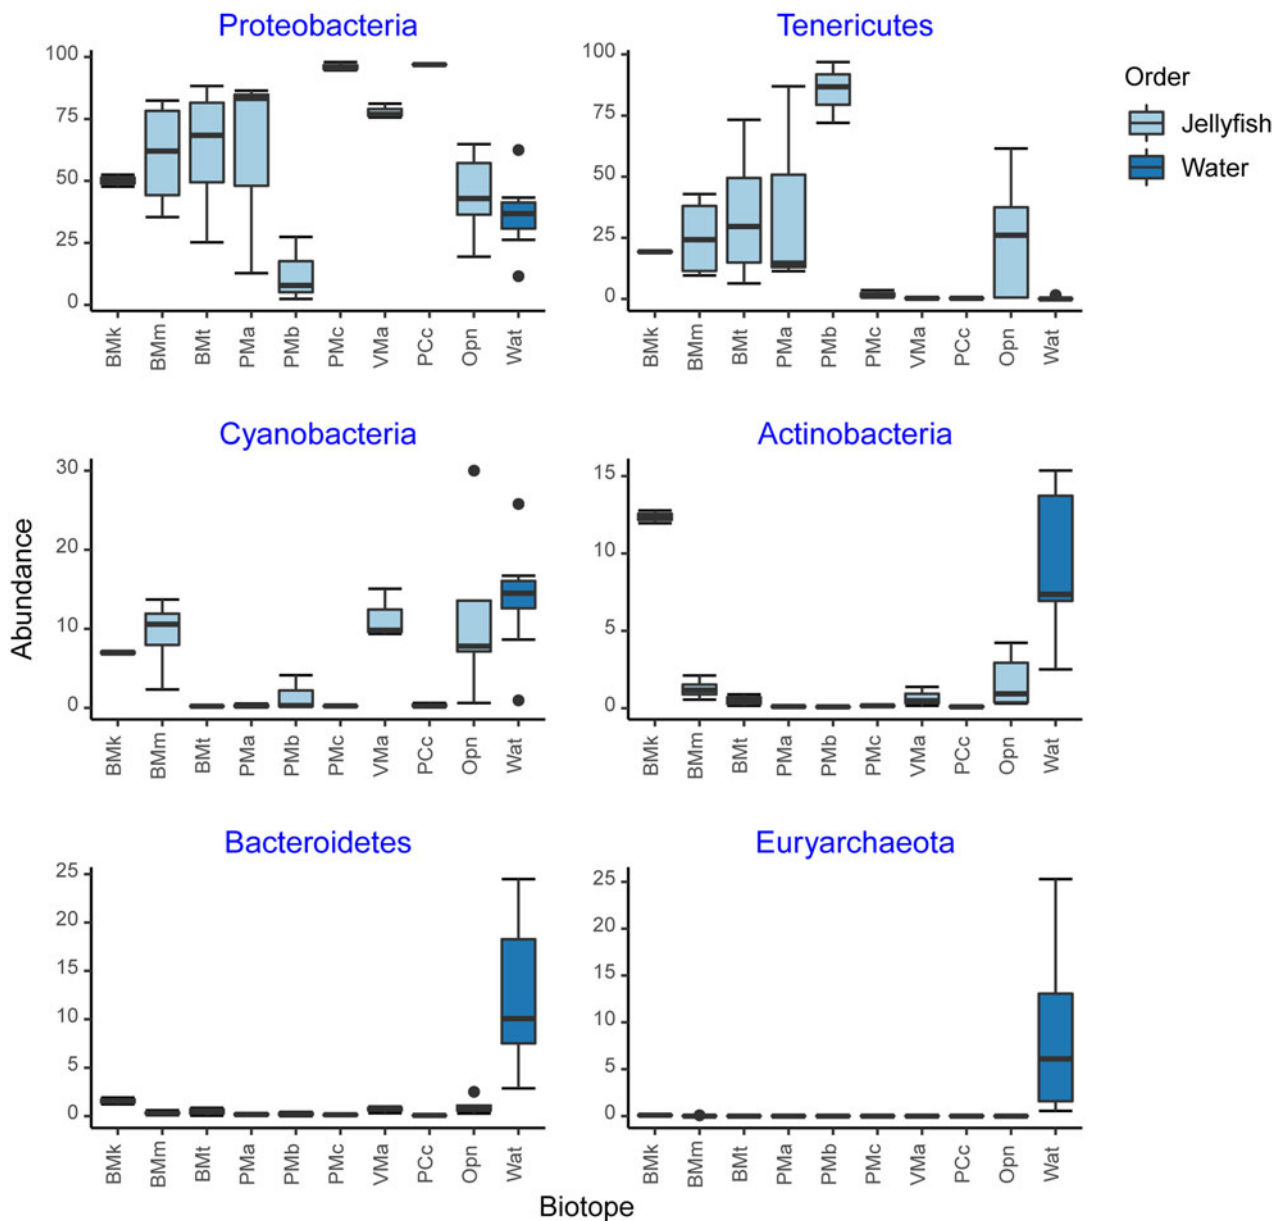 Proteobacteria
100
75
50
25
0
BMk
BMm
BMt
PMa
PMb
PMc
VMa
PCc
Opn
Wat
Tenericutes
100
75
50
25
0
BMk
BMm
BMt
PMa
PMb
PMc
VMa
PCc
Opn
Wat
Order
Jellyfish
Water
Abundance
Cyanobacteria
30
20
10
0
BMk
BMm
BMt
PMa
PMb
PMc
VMa
PCc
Opn
Wat
Actinobacteria
15
10
5
0
BMk
BMm
BMt
PMa
PMb
PMc
VMa
PCc
Opn
Wat
Bacteroidetes
25
20
15
10
5
0
BMk
BMm
BMt
PMa
PMb
PMc
VMa
PCc
Opn
Wat
Euryarchaeota
25
20
15
10
5
0
BMk
BMm
BMt
PMa
PMb
PMc
VMa
PCc
Opn
Wat
Biotope